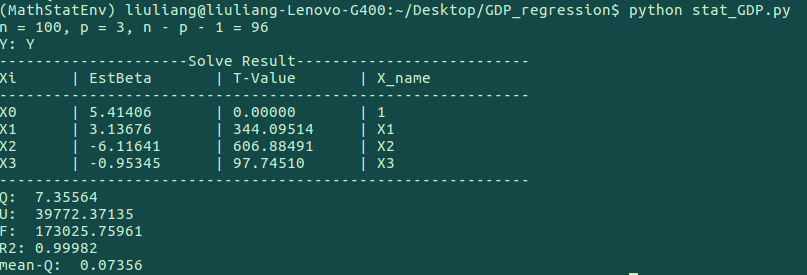 (MathStatEnv) liuliang@liuliang-Lenovo-G400:~/Desktop/GDP_regression$ python stat_GDP.py
n = 100, p = 3, n - p - 1 = 96
Y: Y
---------------------Solve Result--------------------------
Xi | EstBeta | T-Value | X_name
-----------------------------------------------------------
X0 | 5.41406 | 0.00000 | 1
X1 | 3.13676 | 344.09514 | X1
X2 | -6.11641 | 606.88491 | X2
X3 | -0.95345 | 97.74510 | X3
-----------------------------------------------------------
Q: 7.35564
U: 39772.37135
F: 173025.75961
R2: 0.99982
mean-Q: 0.07356